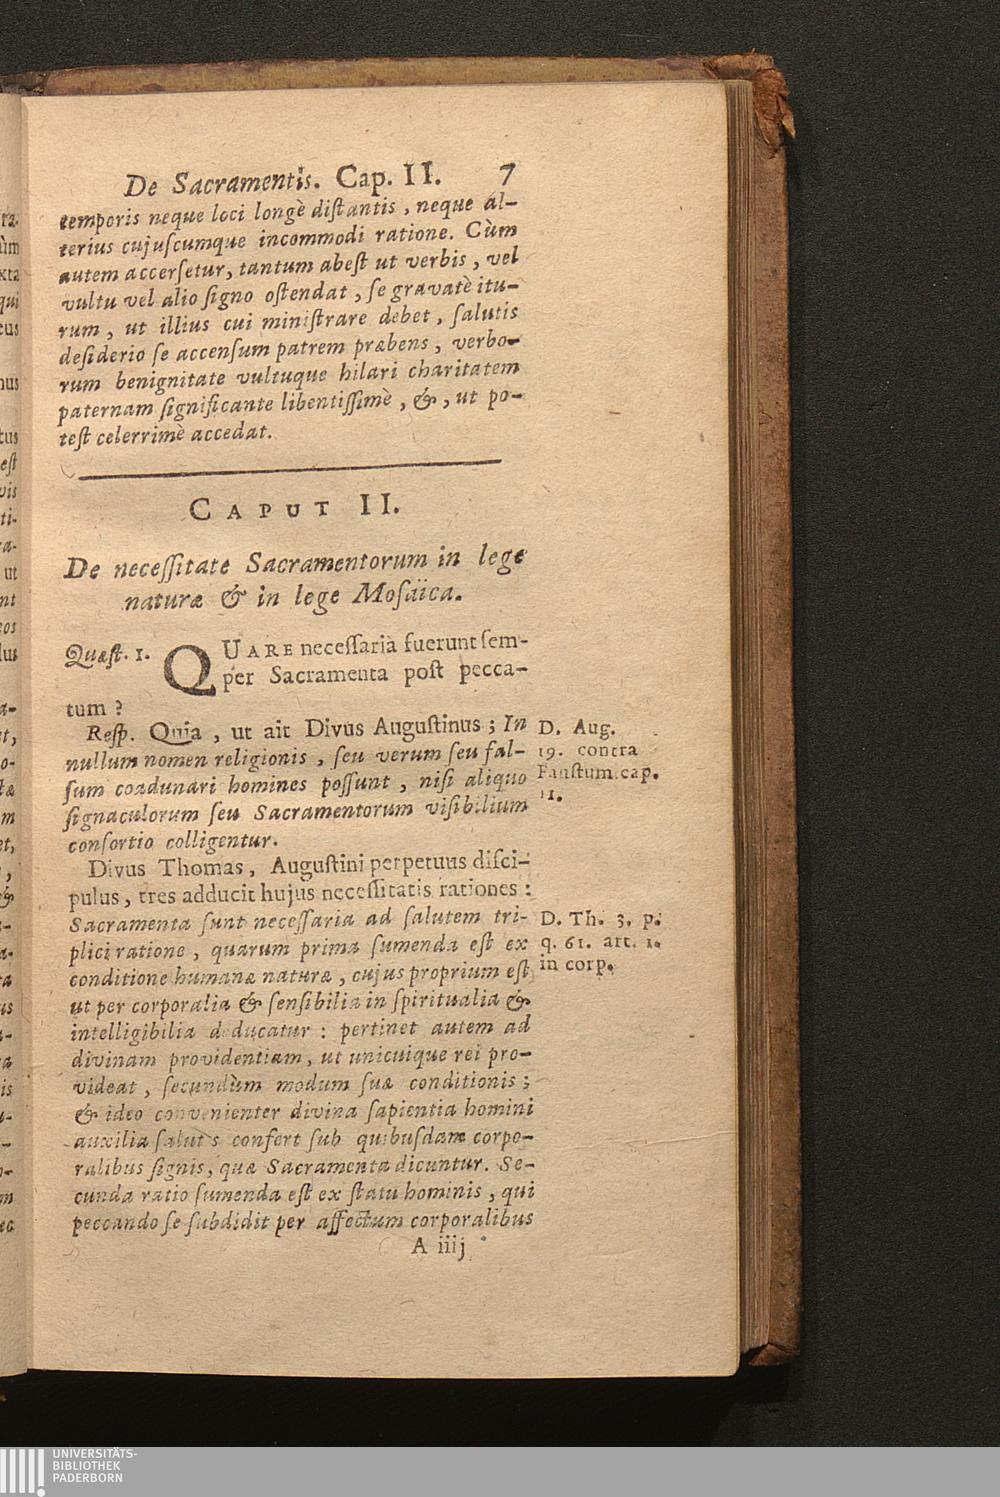 De Sacramentis. Cap. II. 7
temporis neque loci longè distantis, neque al-
terius cujuscumque incommodi ratione. Cùm
autem accersetur, tantum abest ut verbis, vel
vultu vel alio signo ostendat, se gravatè itu-
rum, ut illius cui ministrare debet, salutis
desiderio se accensum patrem præbens, verbo-
rum benignitate vultuque hilari charitatem
paternam significante libentissimè, &, ut po-
test celerrimè accedat.
CAPUT II.
De necessitate Sacramentorum in lege
naturæ & in lege Mosaïca.
Quæst. 1. QUARE necessaria fuerunt sem-
per Sacramenta post pecca-
tum?
Resp. Quia, ut ait Divus Augustinus; In
nullum nomen religionis, seu verum seu fal-
sum coadunari homines possunt, nisi aliquo
signaculorum seu Sacramentorum visibilium
consortio colligentur.
D. Aug.
19. contra
Faustum. cap.
11.
Divus Thomas, Augustini perpetuus disci-
pulus, tres adducit hujus necessitatis rationes:
Sacramenta sunt necessaria ad salutem tri-
plici ratione, quarum prima sumenda est ex
conditione humanæ naturæ, cujus proprium est
ut per corporalia & sensibilia in spiritualia &
intelligibilia deducatur: pertinet autem ad
divinam providentiam, ut unicuique rei pro-
videat, secundùm modum suæ conditionis;
& ideo convenienter divina sapientia homini
auxilia salutis confert sub quibusdam corpo-
ralibus signis, quæ Sacramenta dicuntur. Se-
cunda ratio sumenda est ex statu hominis, qui
peccando se subdidit per affectum corporalibus
D. Th. 3. p.
q. 61. art. 1.
in corp.
A iiij
UNIVERSITÄTS-
BIBLIOTHEK
PADERBORN